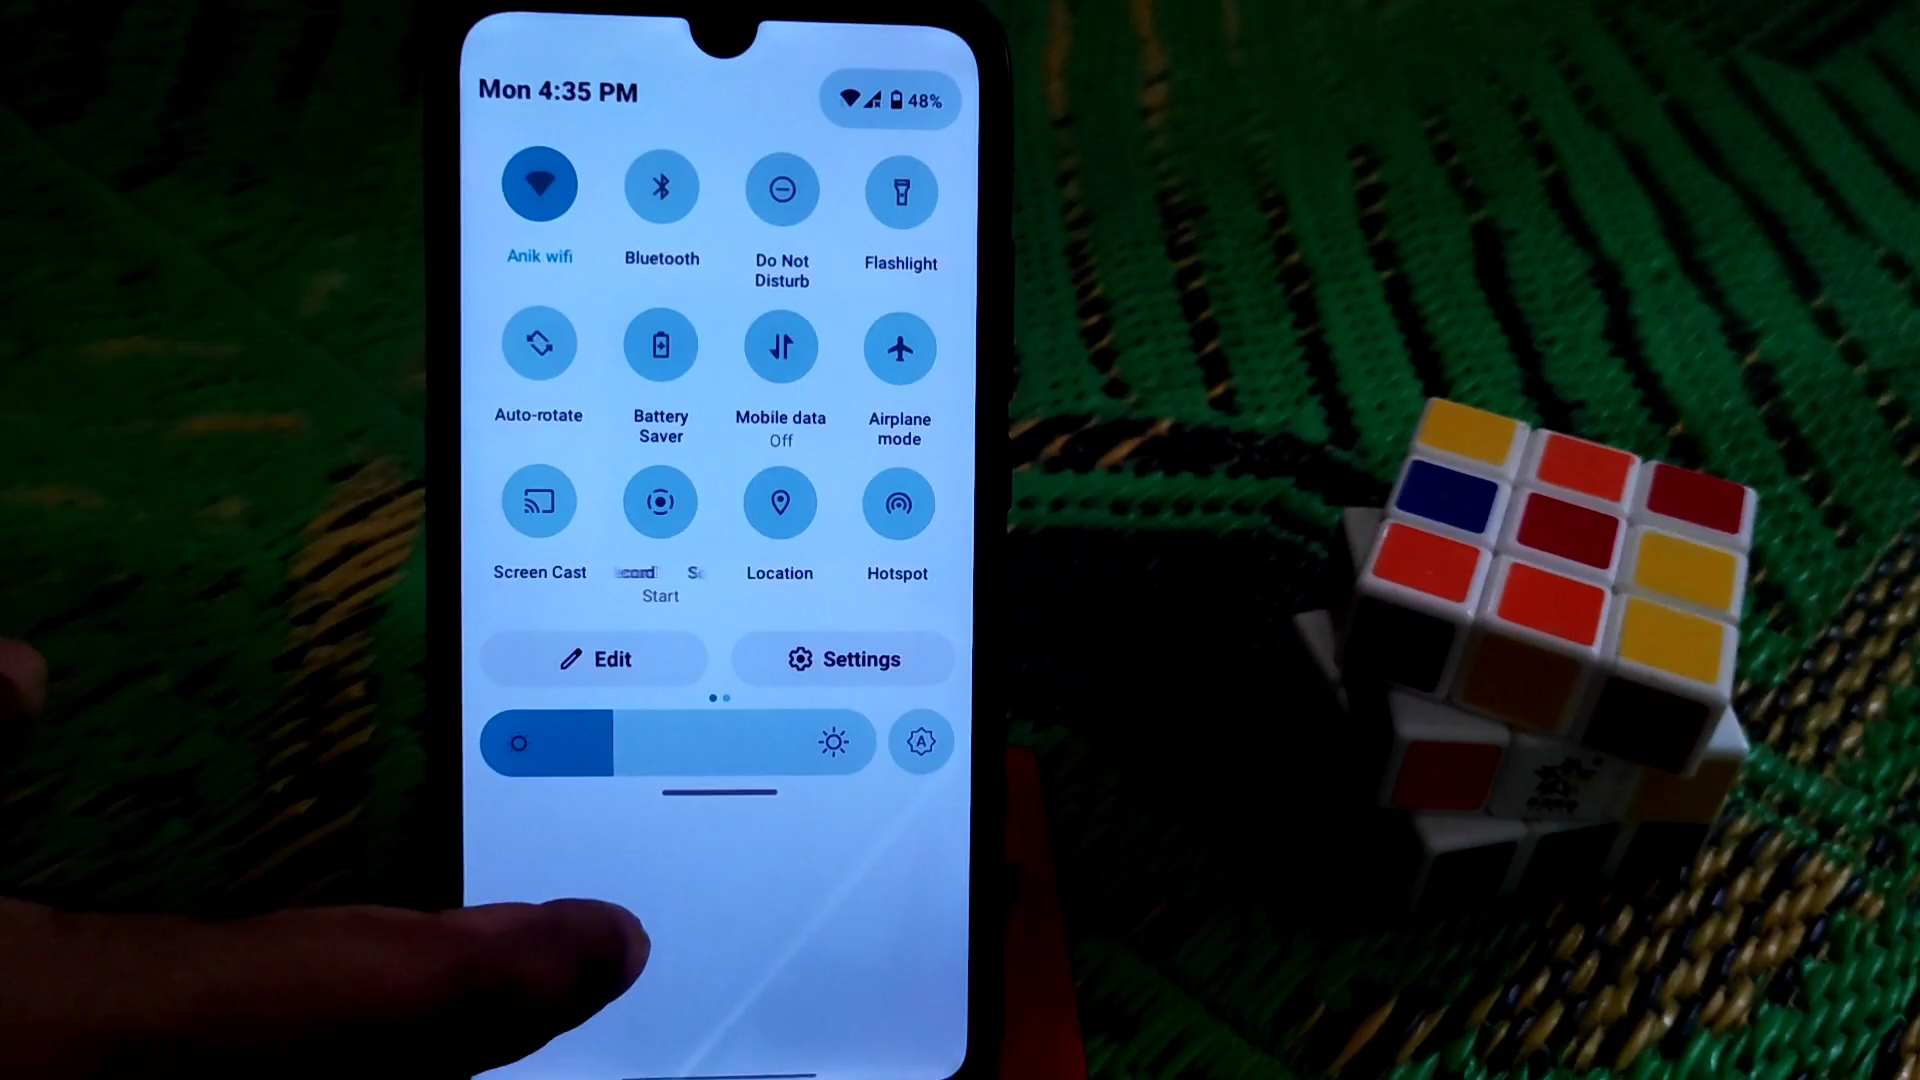 Mon 4:35 PM
48%
Anik wifi
Bluetooth
Do Not
Disturb
Flashlight
Auto-rotate
Battery
Saver
Mobile data
Off
Airplane
mode
Screen Cast
Start
Location
Hotspot
Edit
Settings
A